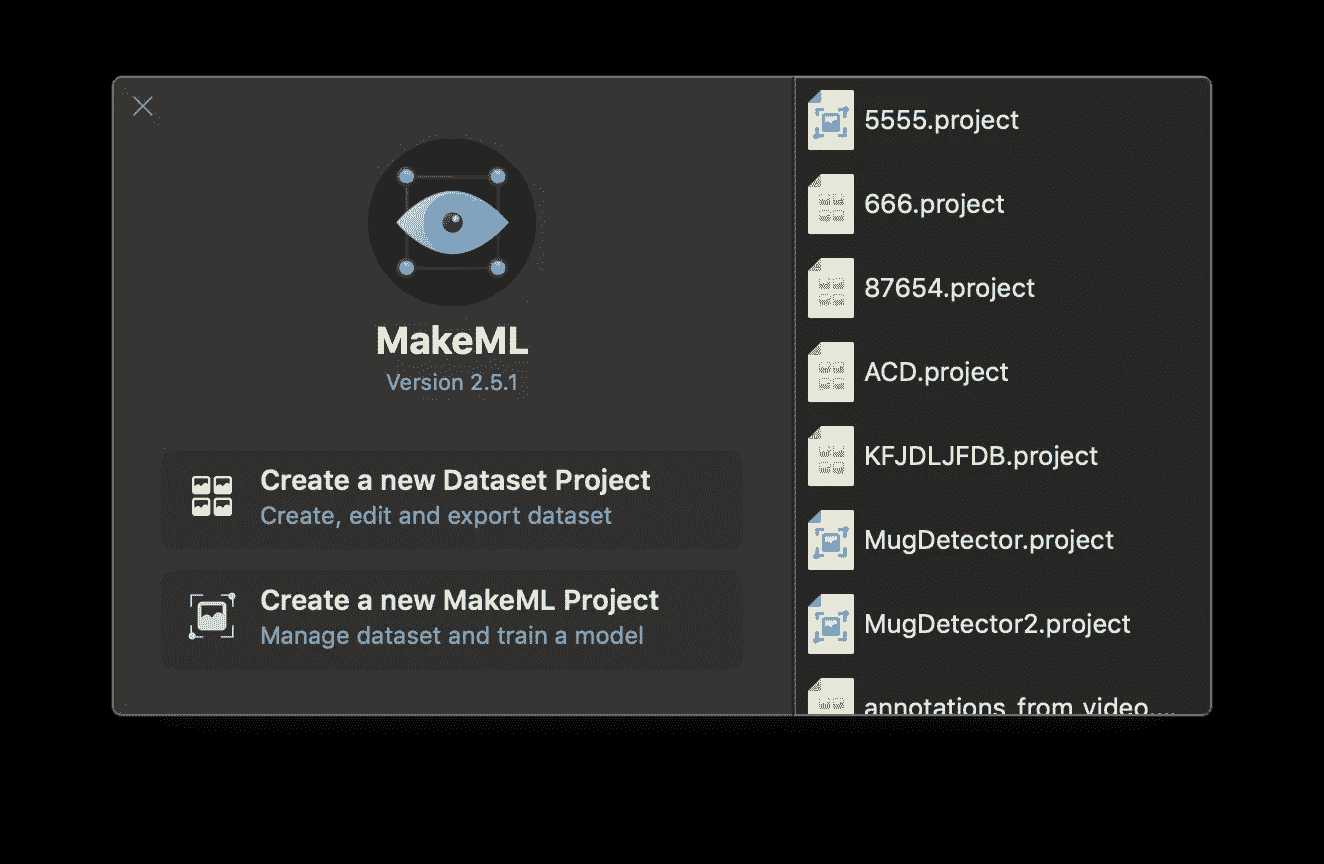 MakeML
Version 2.5.1
Create a new Dataset Project
Create, edit and export dataset
Create a new MakeML Project
Manage dataset and train a model
5555.project
666.project
87654.project
ACD.project
KFJDLJFDB.project
MugDetector.project
MugDetector2.project
annotations_from_video....